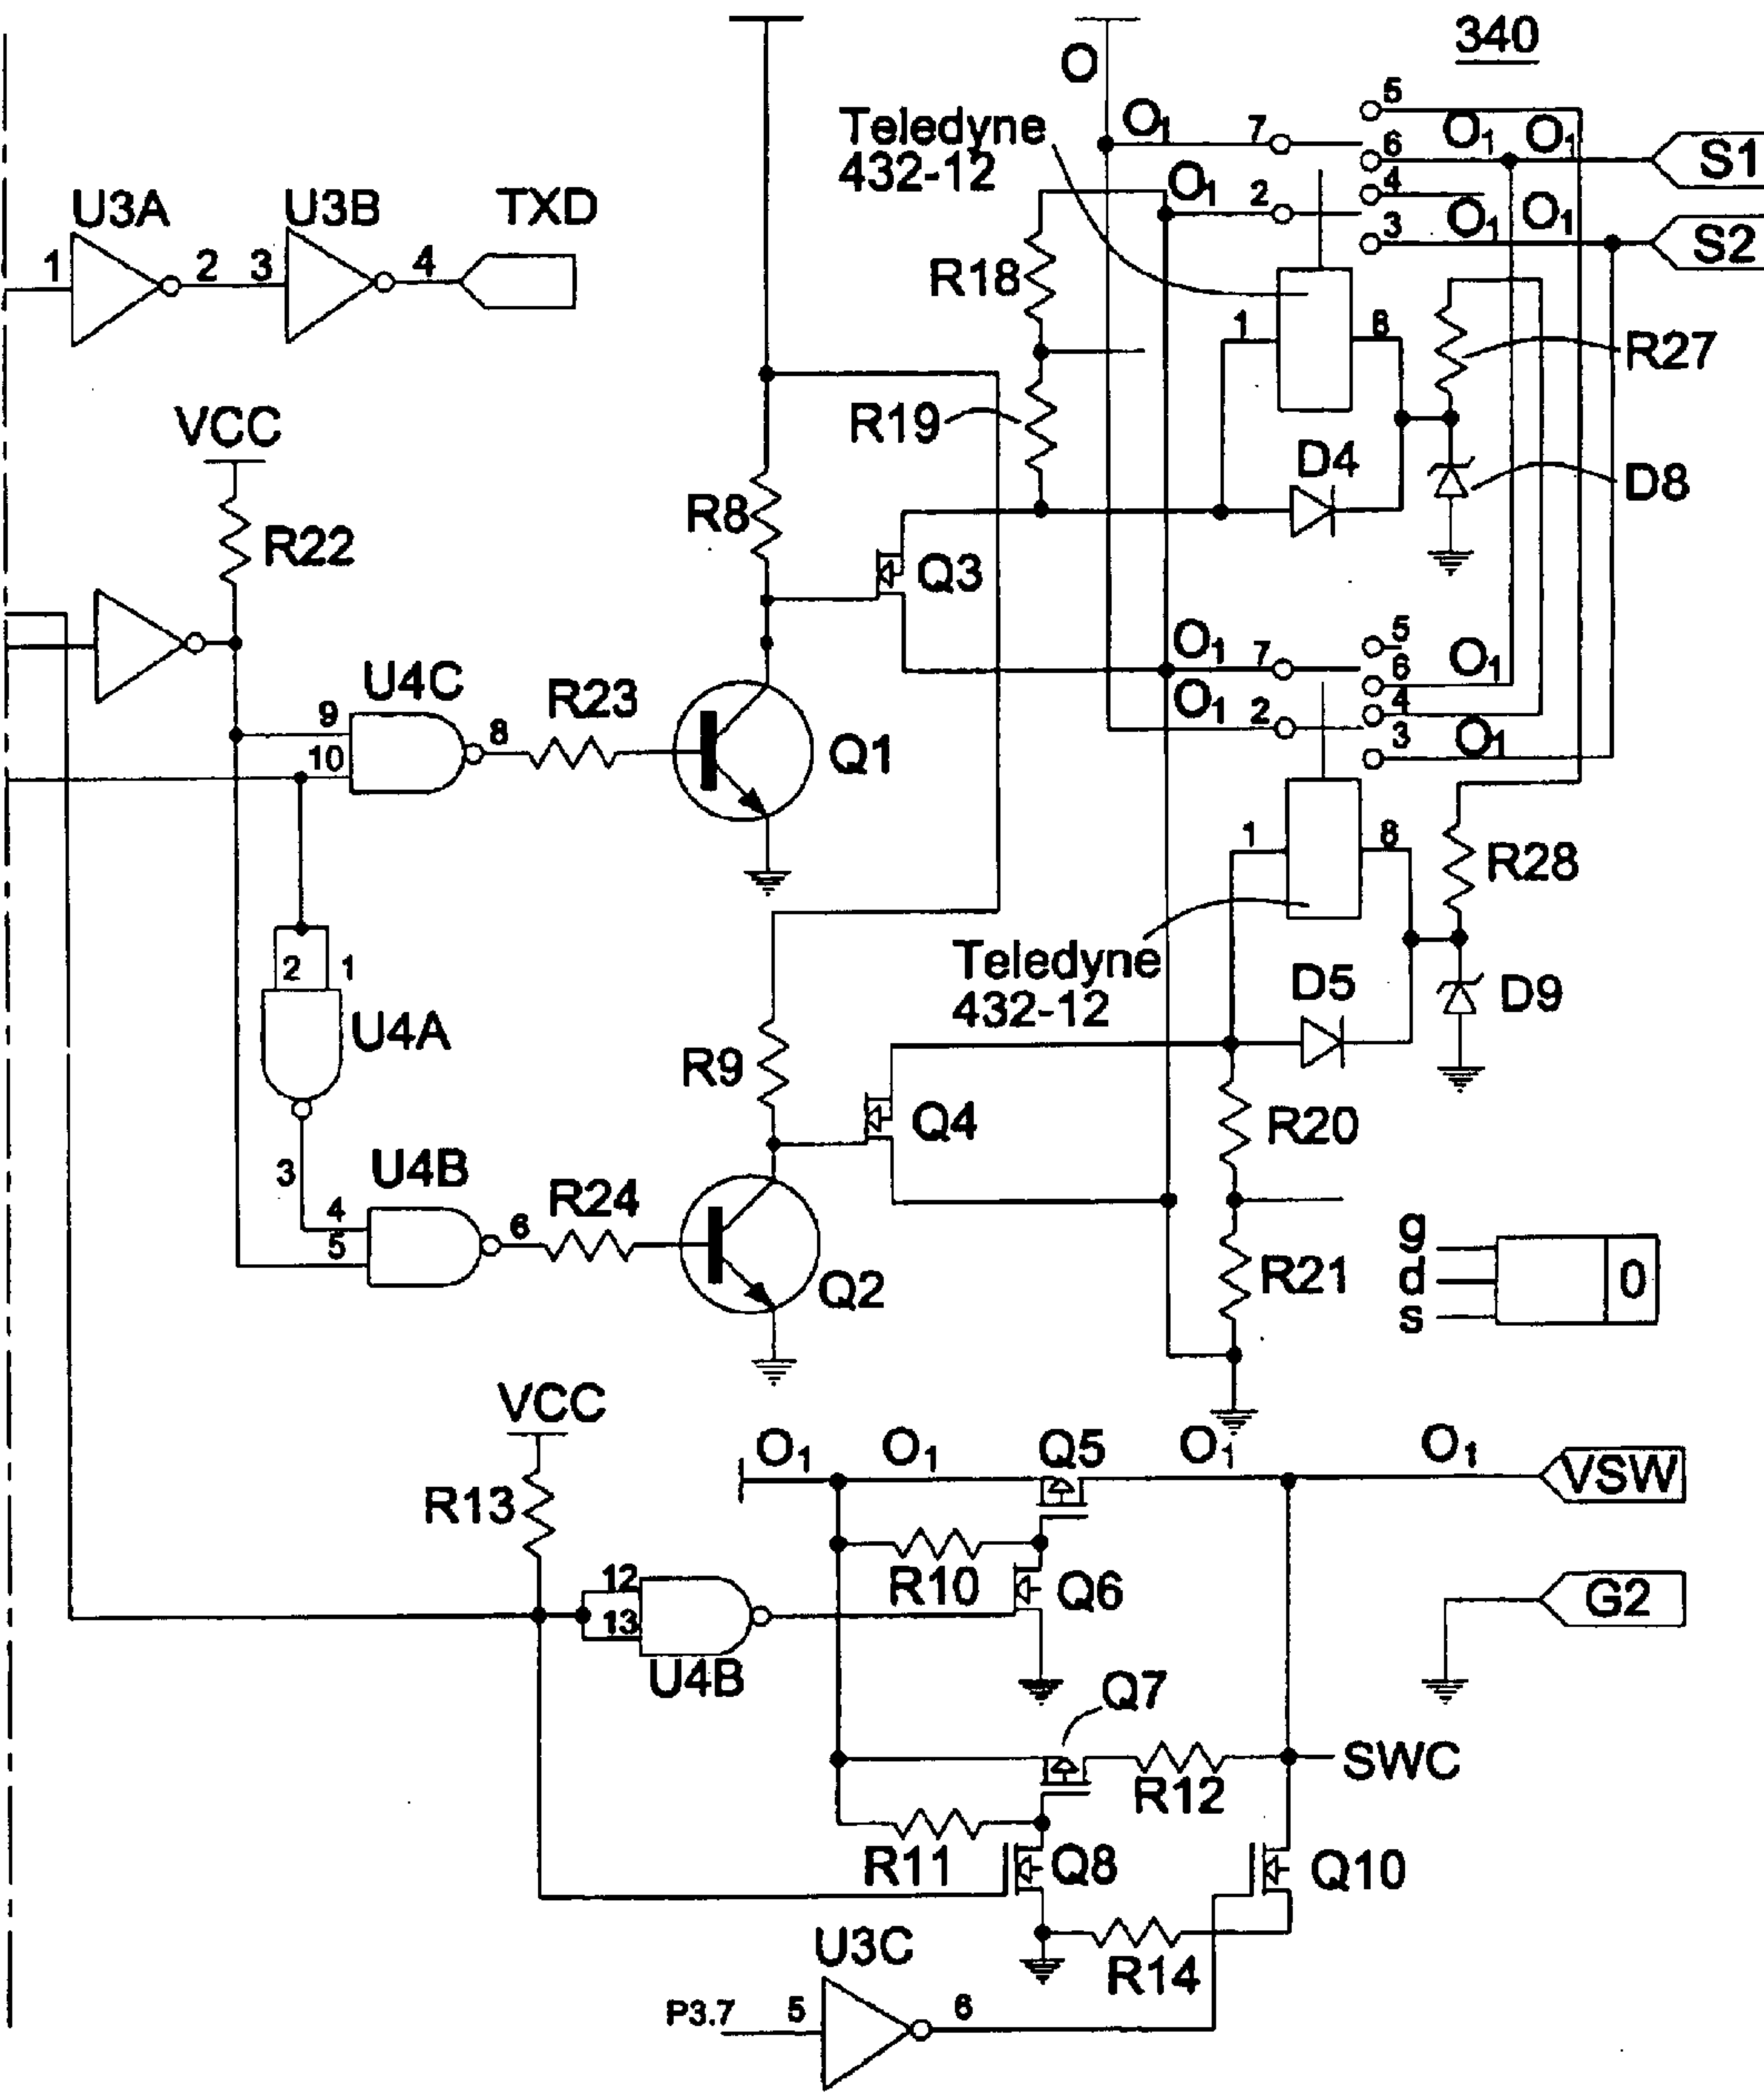 340
O
5
Teledyne
432-12
O1
7
O1
O1
6
S1
4
O1
2
O1
O1
3
S2
U3A
U3B
TXD
1
2
3
4
R18
1
8
R27
VCC
R19
D4
D8
R8
R22
Q3
O1
7
5
6
O1
U4C
R23
O1
2
4
9
8
3
O1
10
Q1
1
8
R28
Teledyne
432-12
2
1
D5
D9
U4A
R9
Q4
R20
3
U4B
R24
4
5
6
g
d
s
0
R21
Q2
VCC
O1
O1
Q5
O1
O1
VSW
R13
12
13
R10
Q6
G2
U4B
Q7
SWC
R12
R11
Q8
Q10
U3C
R14
P3.7
5
6